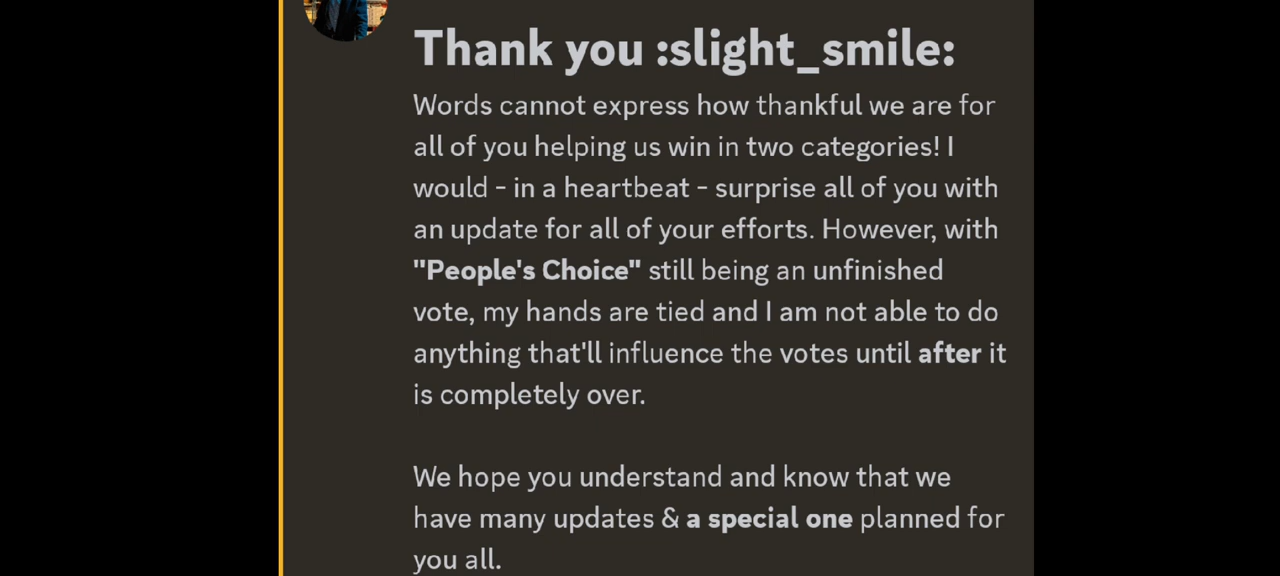 Thank you :slight_smile:
Words cannot express how thankful we are for
all of you helping us win in two categories! I
would - in a heartbeat - surprise all of you with
an update for all of your efforts. However, with
"People's Choice" still being an unfinished
vote, my hands are tied and I am not able to do
anything that'll influence the votes until after it
is completely over.
We hope you understand and know that we
have many updates & a special one planned for
you all.